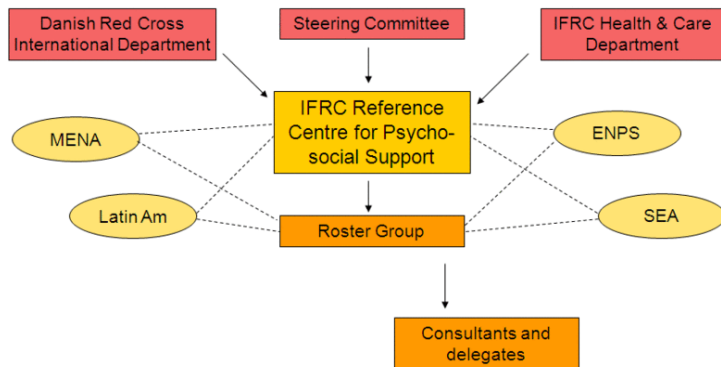 Danish Red Cross
International Department
Steering Committee
IFRC Health & Care
Department
IFRC Reference
Centre for Psycho-
social Support
MENA
ENPS
Latin Am
Roster Group
SEA
Consultants and
delegates